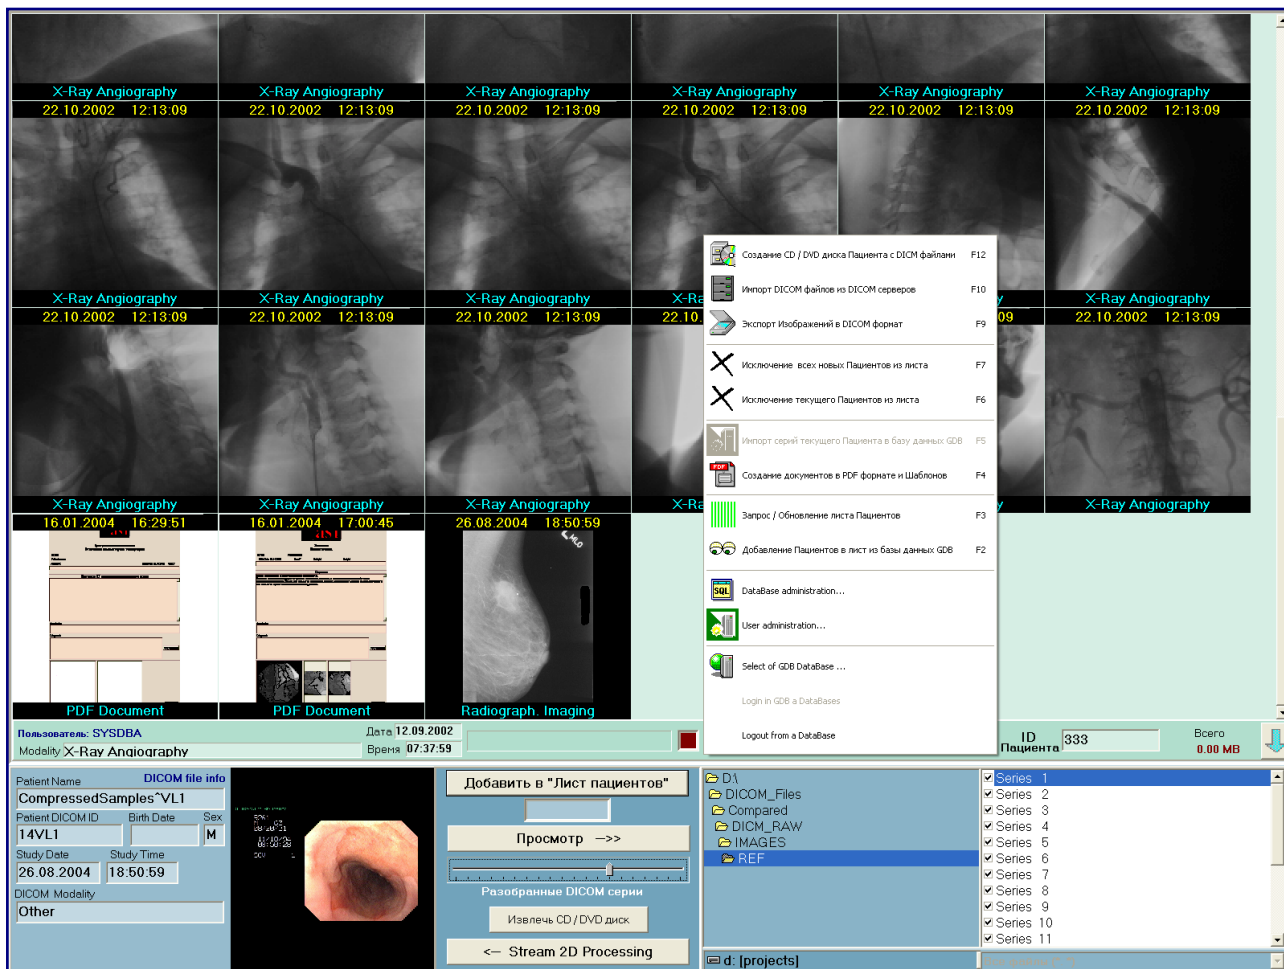 X-Ray Angiography X-Ray Angiography X-Ray Angiography X-Ray Angiography X-Ray Angiography X-Ray Angiography
22.10.2002 12:13:09 22.10.2002 12:13:09 22.10.2002 12:13:09 22.10.2002 12:13:09 22.10.2002 12:13:09 22.10.2002 12:13:09
X-Ray Angiography X-Ray Angiography X-Ray Angiography X-Ra y X-Ray Angiography
22.10.2002 12:13:09 22.10.2002 12:13:09 22.10.2002 12:13:09 22.10 09 22.10.2002 12:13:09
X-Ray Angiography X-Ray Angiography X-Ray Angiography X-Ra y X-Ray Angiography
16.01.2004 16:29:51 16.01.2004 17:00:45 26.08.2004 18:50:59
MLO
PDF Document PDF Document Radiograph. Imaging
Создание CD / DVD диска Пациента с DICM файлами F12
Импорт DICOM файлов из DICOM серверов F10
Экспорт Изображений в DICOM формат F9
Исключение всех новых Пациентов из листа F7
Исключение текущего Пациентов из листа F6
Импорт серий текущего Пациента в базу данных GDB F5
PDF Создание документов в PDF формате и Шаблонов F4
Запрос / Обновление листа Пациентов F3
Добавление Пациентов в лист из базы данных GDB F2
SQL DataBase administration...
User administration...
Select of GDB DataBase ...
Login in GDB a DataBases
Logout from a DataBase
Пользователь: SYSDBA
Дата 12.09.2002
Modality X-Ray Angiography
Время 07:37:59
ID Пациента 333
Всего
0.00 MB
Patient Name DICOM file info
CompressedSamples^VL1
Patient DICOM ID Birth Date Sex
14VL1 M
Study Date Study Time
26.08.2004 18:50:59
DICOM Modality
Other
Добавить в "Лист пациентов"
Просмотр —>>
Разобранные DICOM серии
Извлечь CD / DVD диск
<— Stream 2D Processing
D:\
DICOM_Files
Compared
DICM_RAW
IMAGES
REF
d: [projects]
Series 1
Series 2
Series 3
Series 4
Series 5
Series 6
Series 7
Series 8
Series 9
Series 10
Series 11